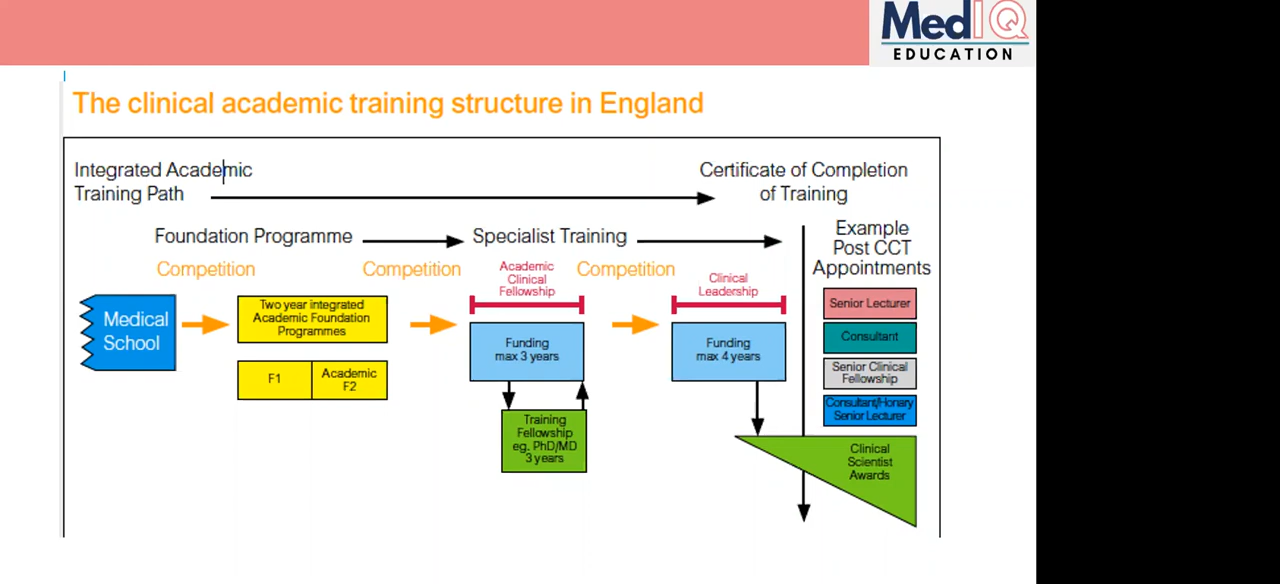 MedIQ
EDUCATION
The clinical academic training structure in England
Integrated Academic
Training Path
Certificate of Completion
of Training
Foundation Programme
Specialist Training
Example
Post CCT
Appointments
Competition
Competition
Academic
Clinical
Fellowship
Competition
Clinical
Leadership
Medical
School
Two year integrated
Academic Foundation
Programmes
F1
Academic
F2
Funding
max 3 years
Training
Fellowship
eg. PhD/MD
3 years
Funding
max 4 years
Senior Lecturer
Consultant
Senior Clinical
Fellowship
Consultant/Honary
Senior Lecturer
Clinical
Scientist
Awards